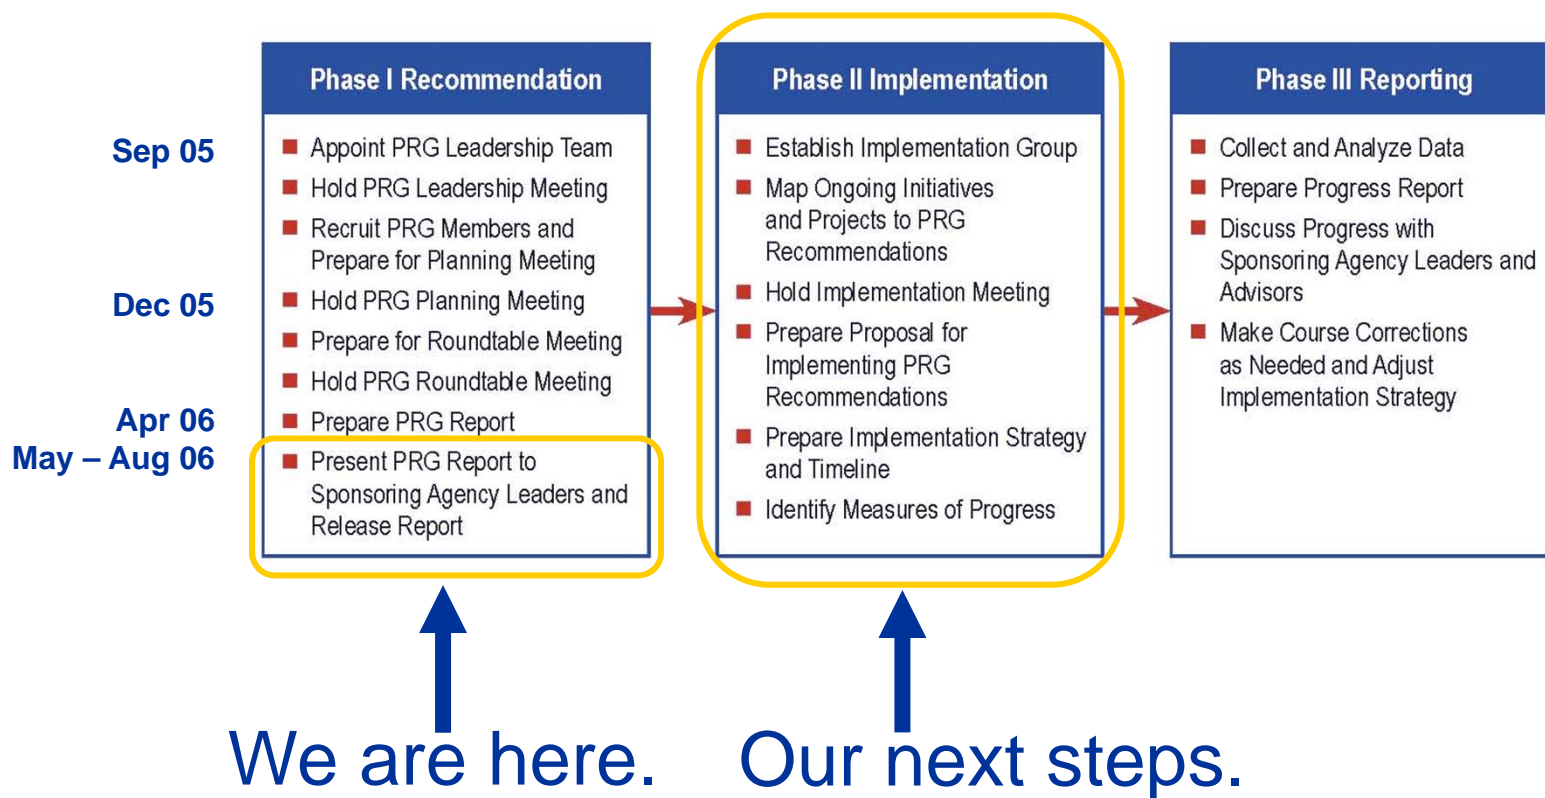 Phase I Recommendation
Sep 05
Appoint PRG Leadership Team
Hold PRG Leadership Meeting
Recruit PRG Members and
Prepare for Planning Meeting
Dec 05
Hold PRG Planning Meeting
Prepare for Roundtable Meeting
Hold PRG Roundtable Meeting
Apr 06
Prepare PRG Report
May – Aug 06
Present PRG Report to
Sponsoring Agency Leaders and
Release Report
Phase II Implementation
Establish Implementation Group
Map Ongoing Initiatives
and Projects to PRG
Recommendations
Hold Implementation Meeting
Prepare Proposal for
Implementing PRG
Recommendations
Prepare Implementation Strategy
and Timeline
Identify Measures of Progress
Phase III Reporting
Collect and Analyze Data
Prepare Progress Report
Discuss Progress with
Sponsoring Agency Leaders and
Advisors
Make Course Corrections
as Needed and Adjust
Implementation Strategy
We are here.
Our next steps.